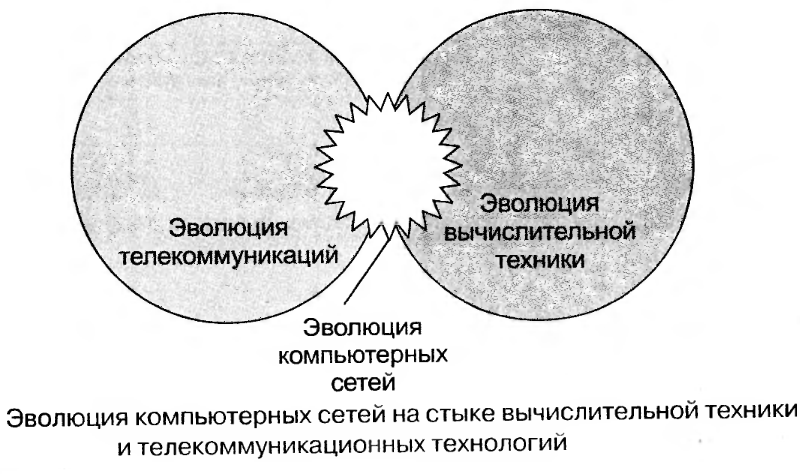 Эволюция
телекоммуникаций
Эволюция
вычислительной
техники
Эволюция
компьютерных
сетей
Эволюция компьютерных сетей на стыке вычислительной техники
и телекоммуникационных технологий